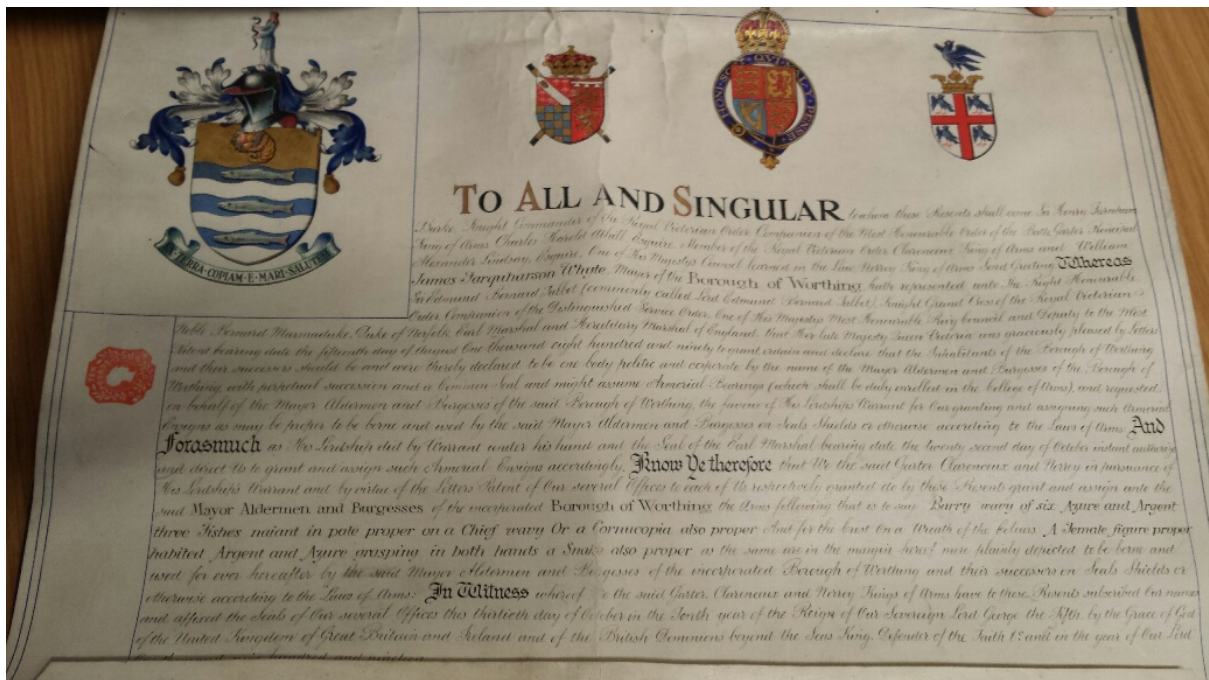 HONI·SOIT·QVI·MAL·Y·PENSE
EX·TERRA·COPIAM·E·MARI·SALUTEM
TO ALL AND SINGULAR to whom these Presents shall come Sir Henry Farnham
Burke, Knight Commander of the Royal Victorian Order, Companion of the Most Honourable Order of the Bath, Garter Principal
King of Arms Charles Harold Athill Esquire, Member of the Royal Victorian Order, Clarenceux King of Arms and William
Alexander Lindsay, Esquire, One of His Majesty's Counsel learned in the Law, Norroy King of Arms Send Greeting Whereas
James Farquharson Whyte, Mayor of the Borough of Worthing hath represented unto The Right Honourable
Sir Edmund Bernard Talbot (commonly called Lord Edmund Bernard Talbot), Knight Grand Cross of the Royal Victorian
Order Companion of the Distinguished Service Order, One of His Majesty's Most Honourable Privy Council and Deputy to the Most
Noble Bernard Marmaduke, Duke of Norfolk, Earl Marshal and Hereditary Marshal of England, that Her late Majesty Queen Victoria was graciously pleased by Letters
Patent bearing date the fifteenth day of August One thousand eight hundred and ninety to grant ordain and declare that the Inhabitants of the Borough of Worthing
and their successors should be and were thereby declared to be one body politic and corporate by the name of the Mayor Aldermen and Burgesses of the Borough of
Worthing, with perpetual succession and a Common Seal and might assume Armorial Bearings (which shall be duly enrolled in the College of Arms), and requested
on behalf of the Mayor Aldermen and Burgesses of the said Borough of Worthing, the favour of His Lordship's Warrant for Our granting and assigning such Armorial
Ensigns as may be proper to be borne and used by the said Mayor Aldermen and Burgesses on Seals Shields or otherwise according to the Laws of Arms: And
Forasmuch as His Lordship did by Warrant under his hand and the Seal of the Earl Marshal bearing date the twenty second day of October instant authorize
and direct Us to grant and assign such Armorial Ensigns accordingly, Know Ye therefore that We the said Garter Clarenceux and Norroy in pursuance of
His Lordship's Warrant and by virtue of the Letters Patent of Our several Offices to each of Us respectively granted do by these Presents grant and assign unto the
said Mayor Aldermen and Burgesses of the incorporated Borough of Worthing the Arms following that is to say Barry wavy of six Azure and Argent
three Fishes naiant in pale proper on a Chief wavy Or a Cornucopia also proper And for the Crest On a Wreath of the Colours A Female figure proper
habited Argent and Azure grasping in both hands a Snake also proper as the same are in the margin hereof more plainly depicted to be borne and
used for ever hereafter by the said Mayor Aldermen and Burgesses of the incorporated Borough of Worthing and their successors on Seals Shields or
otherwise according to the Laws of Arms: In Witness whereof We the said Garter, Clarenceux and Norroy Kings of Arms have to these Presents subscribed Our names
and affixed the Seals of Our several Offices this thirtieth day of October in the Tenth year of the Reign of Our Sovereign Lord George the Fifth, by the Grace of God
of the United Kingdom of Great Britain and Ireland and of the British Dominions beyond the Seas King, Defender of the Faith &c and in the year of Our Lord
nine hundred and nineteen